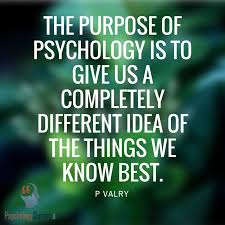 THE PURPOSE OF
PSYCHOLOGY IS TO
GIVE US A
COMPLETELY
DIFFERENT IDEA OF
THE THINGS WE
KNOW BEST.
P VALRY